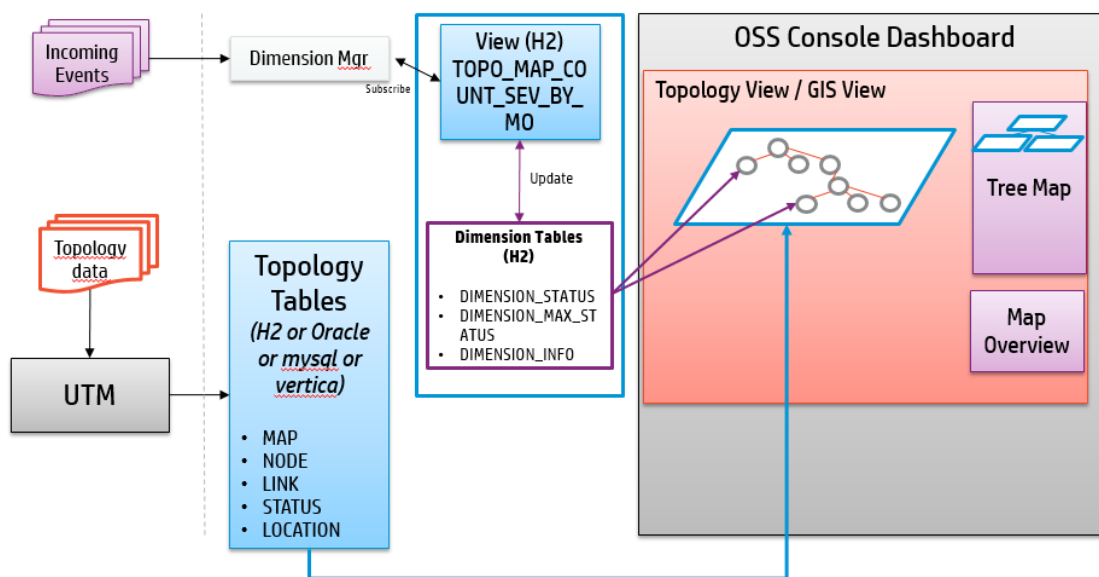 Incoming
Events
Dimension Mgr
Subscribe
View (H2)
TOPO_MAP_CO
UNT_SEV_BY_
MO
Update
Dimension Tables
(H2)
• DIMENSION_STATUS
• DIMENSION_MAX_ST
ATUS
• DIMENSION_INFO
Topology
data
UTM
Topology
Tables
(H2 or Oracle
or mysql or
vertica)
• MAP
• NODE
• LINK
• STATUS
• LOCATION
OSS Console Dashboard
Topology View / GIS View
Tree Map
Map
Overview